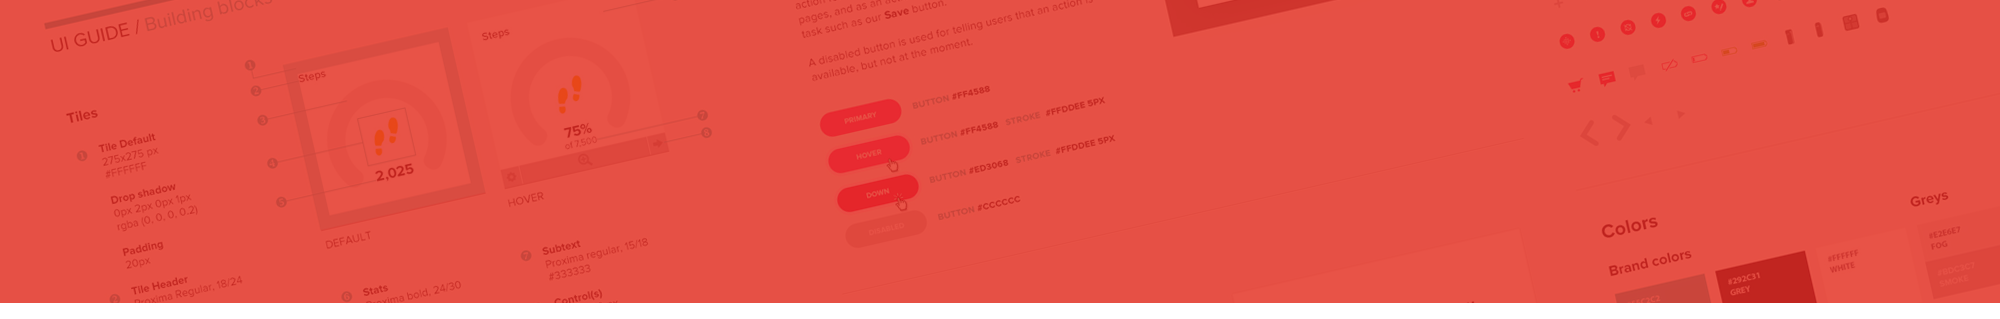 UI GUIDE / Building blocks
Tiles
Tile Default
275x275 px
#FFFFFF
Drop shadow
0px 2px 0px 1px
rgba (0, 0, 0, 0.2)
Padding
20px
Tile Header
Proxima Regular, 18/24
Steps
2,025
DEFAULT
Stats
Proxima bold, 24/30
Steps
75%
of 2,500
HOVER
Subtext
Proxima regular, 15/18
#333333
Control(s)
pages, and as an
task such as our Save button.
A disabled button is used for telling users that an action is
available, but not at the moment.
PRIMARY
BUTTON #FF4588
HOVER
BUTTON #FF4588 STROKE #FFDDEE 5PX
DOWN
BUTTON #ED3068 STROKE #FFDDEE 5PX
DISABLED
BUTTON #CCCCCC
Colors
Brand colors
#292C31
GREY
#FFFFFF
WHITE
Greys
#E2E6E7
FOG